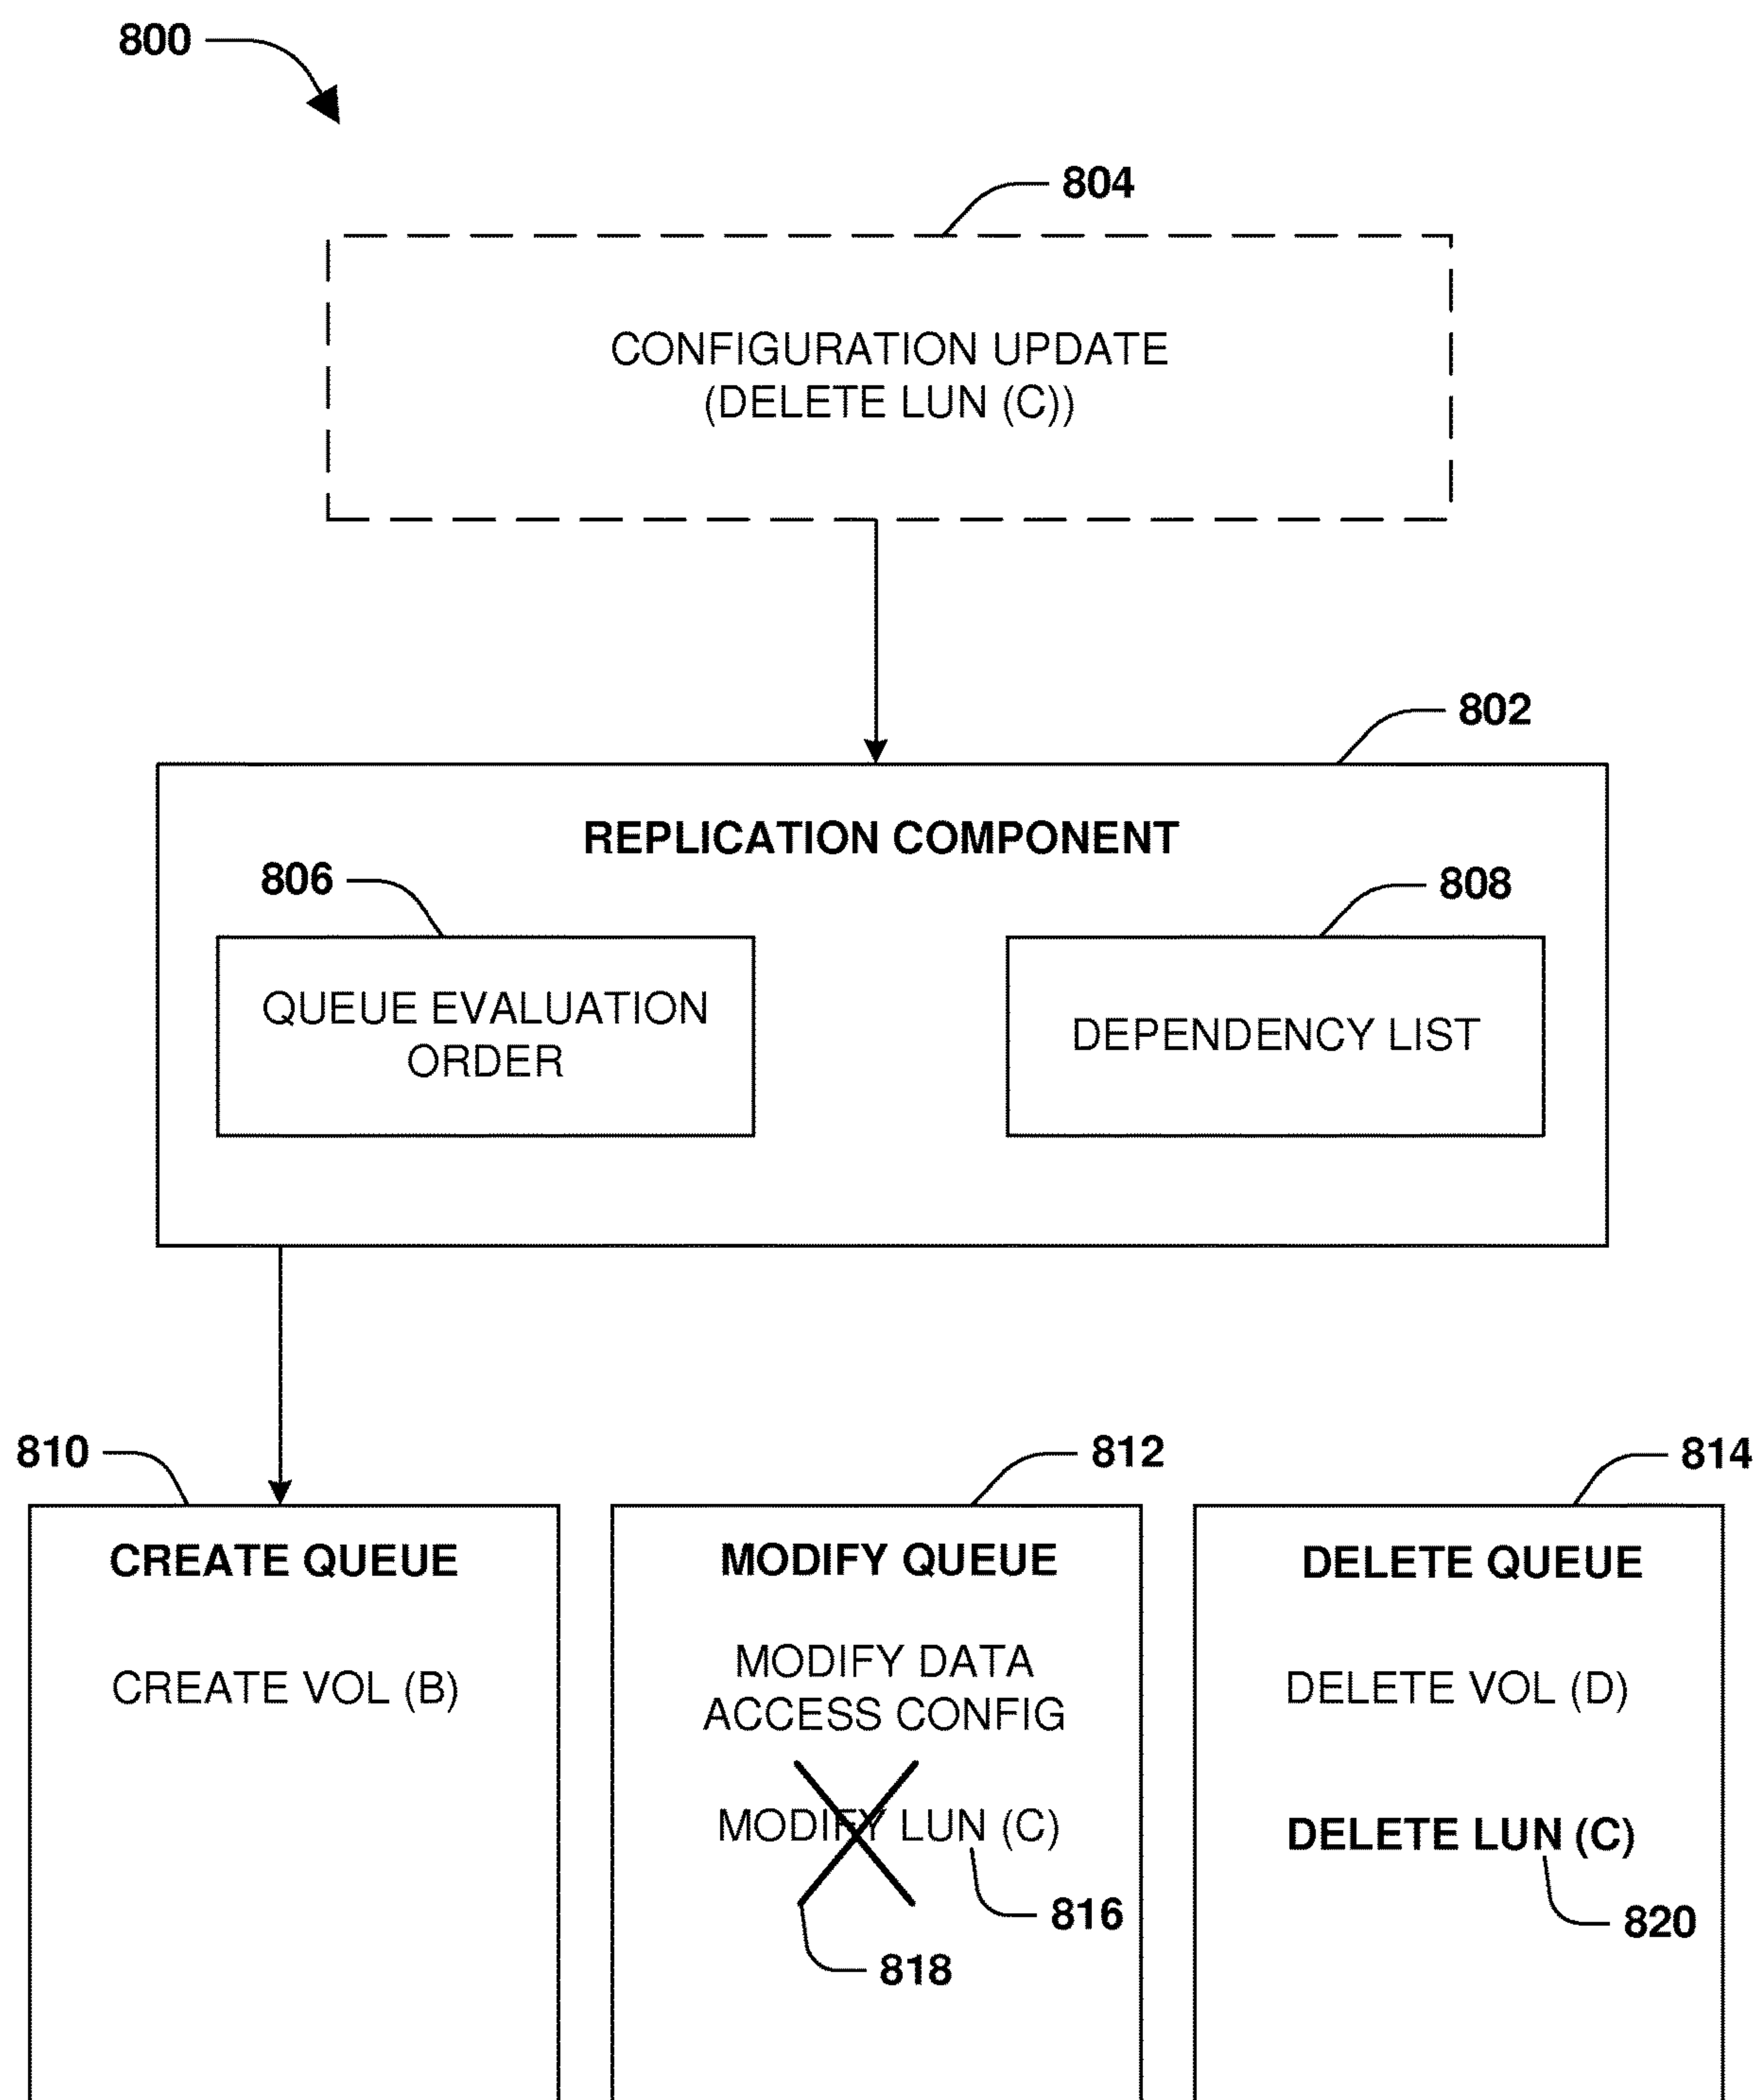 800
804
CONFIGURATION UPDATE
(DELETE LUN (C))
802
REPLICATION COMPONENT
806
808
QUEUE EVALUATION
ORDER
DEPENDENCY LIST
810
812
814
CREATE QUEUE
CREATE VOL (B)
MODIFY QUEUE
MODIFY DATA
ACCESS CONFIG
MODIFY LUN (C)
816
818
DELETE QUEUE
DELETE VOL (D)
DELETE LUN (C)
820